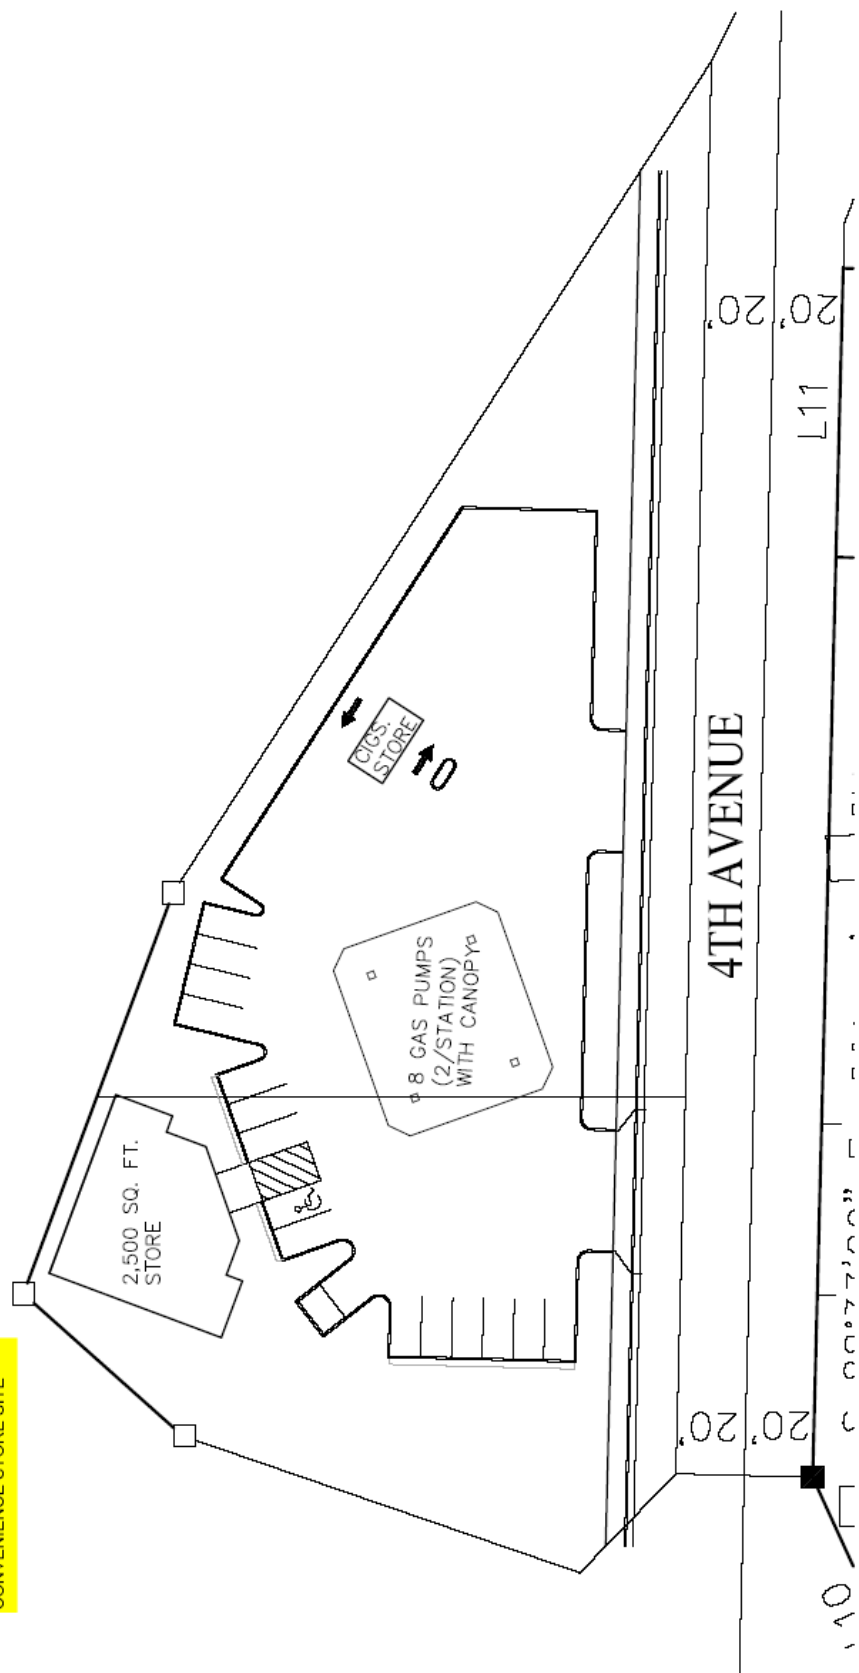 CONVENIENCE STORE SITE
2,500 SQ. FT.
STORE
8 GAS PUMPS
(2/STATION)
WITH CANOPY
CIGS.
STORE
4TH AVENUE
20'
20'
20'
20'
L11